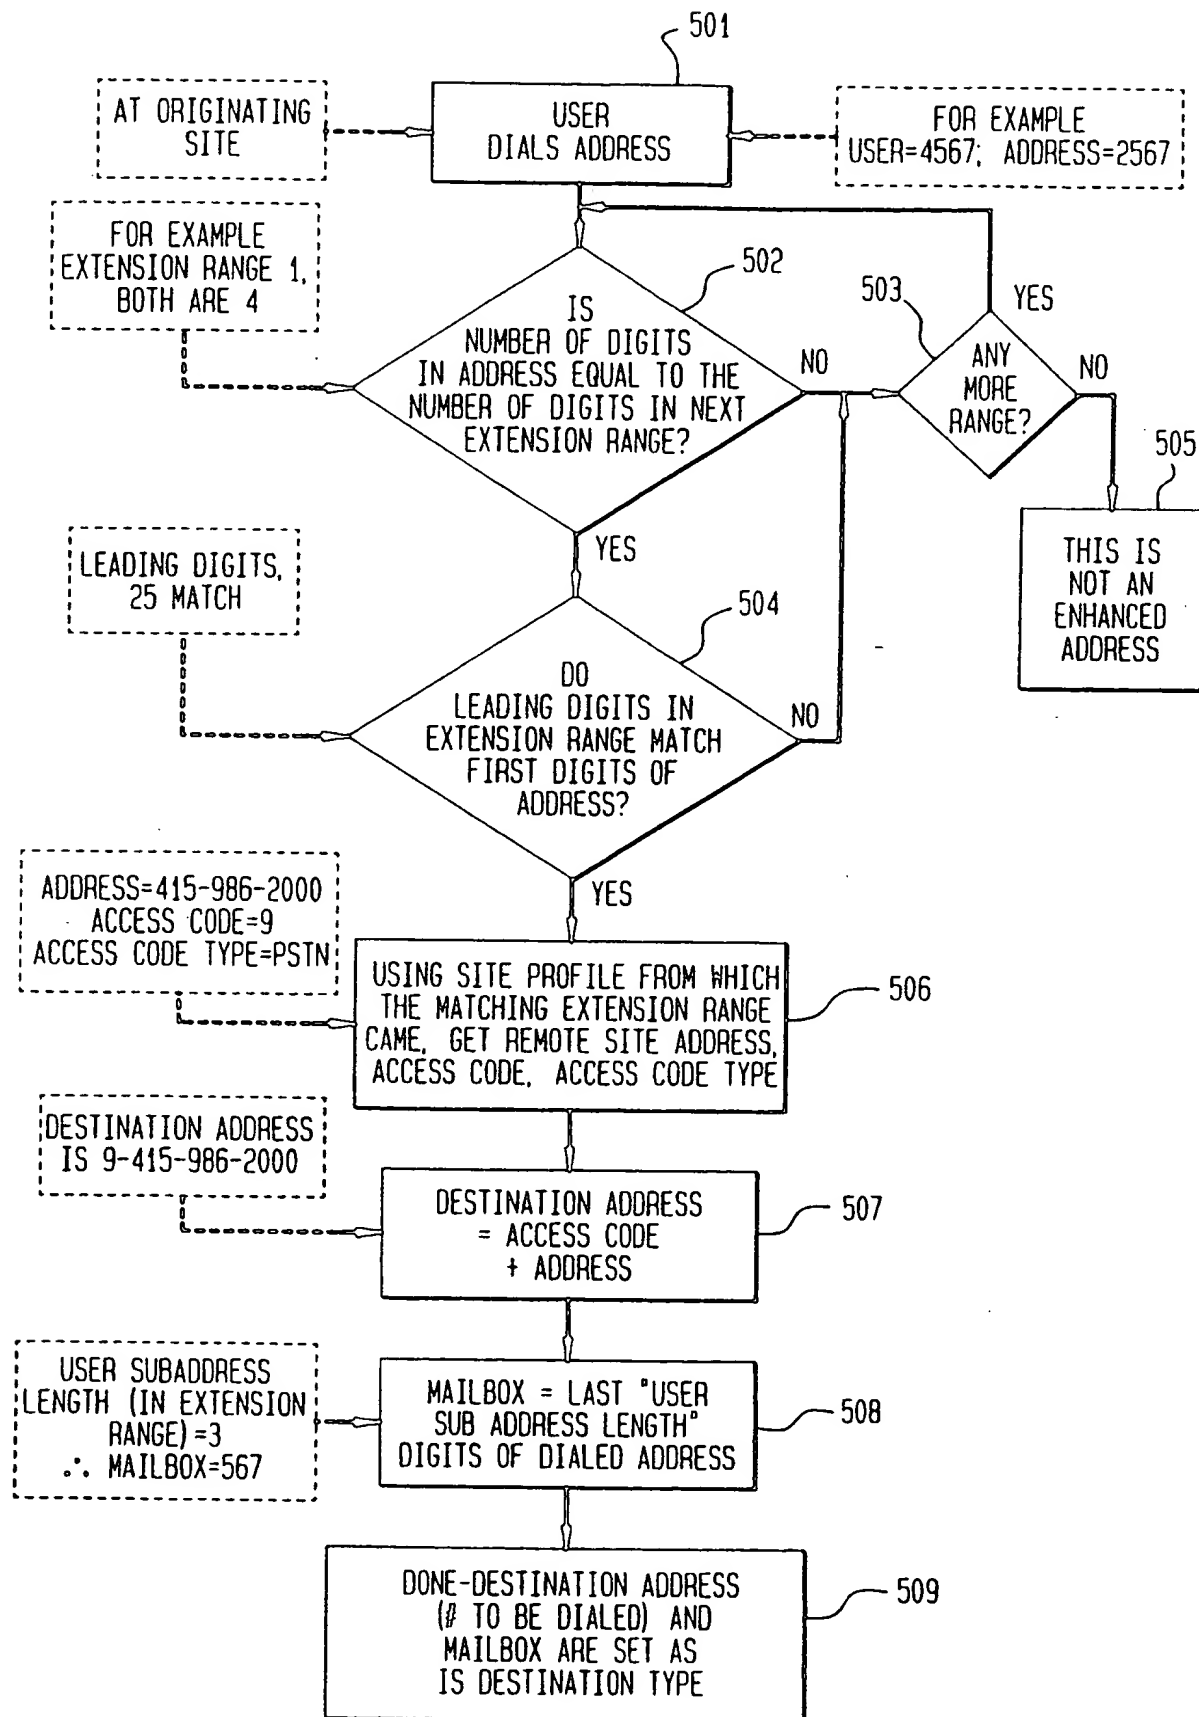 501
AT ORIGINATING
SITE
USER
DIALS ADDRESS
FOR EXAMPLE
USER=4567; ADDRESS=2567
FOR EXAMPLE
EXTENSION RANGE 1,
BOTH ARE 4
502
IS
NUMBER OF DIGITS
IN ADDRESS EQUAL TO THE
NUMBER OF DIGITS IN NEXT
EXTENSION RANGE?
NO
YES
503
ANY
MORE
RANGE?
YES
NO
505
THIS IS
NOT AN
ENHANCED
ADDRESS
LEADING DIGITS,
25 MATCH
504
DO
LEADING DIGITS IN
EXTENSION RANGE MATCH
FIRST DIGITS OF
ADDRESS?
NO
YES
ADDRESS=415-986-2000
ACCESS CODE=9
ACCESS CODE TYPE=PSTN
USING SITE PROFILE FROM WHICH
THE MATCHING EXTENSION RANGE
CAME, GET REMOTE SITE ADDRESS,
ACCESS CODE, ACCESS CODE TYPE
506
DESTINATION ADDRESS
IS 9-415-986-2000
DESTINATION ADDRESS
= ACCESS CODE
+ ADDRESS
507
USER SUBADDRESS
LENGTH (IN EXTENSION
RANGE)=3
∴ MAILBOX=567
MAILBOX = LAST "USER
SUB ADDRESS LENGTH"
DIGITS OF DIALED ADDRESS
508
DONE-DESTINATION ADDRESS
(# TO BE DIALED) AND
MAILBOX ARE SET AS
IS DESTINATION TYPE
509